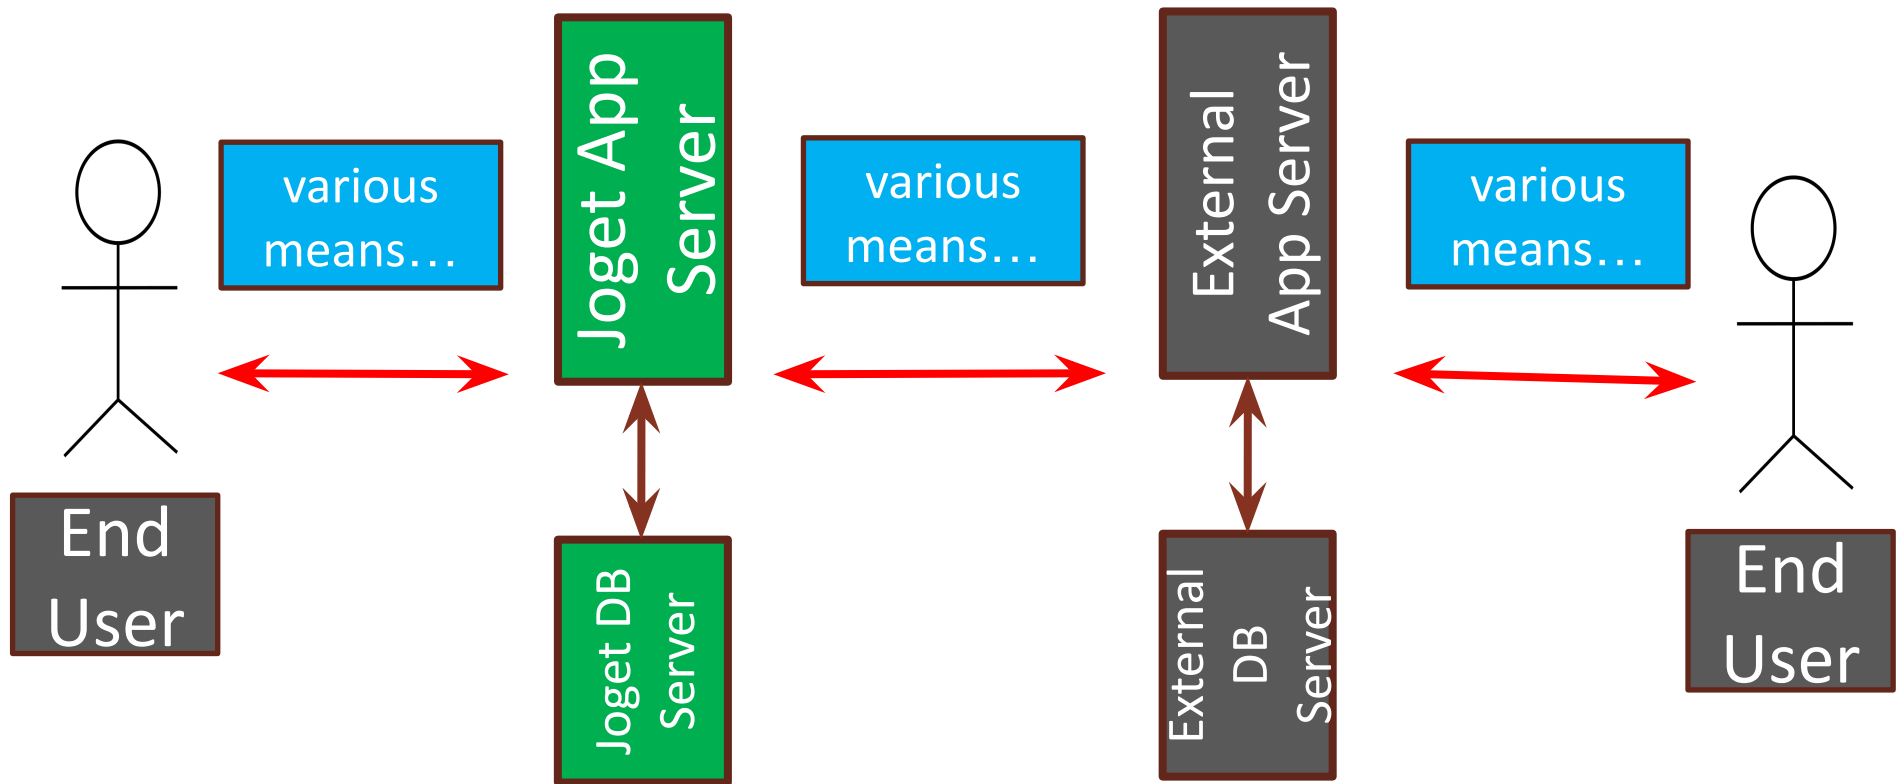 End
User
various
means…
Joget App
Server
Joget DB
Server
various
means…
External
App Server
External
DB
Server
various
means…
End
User